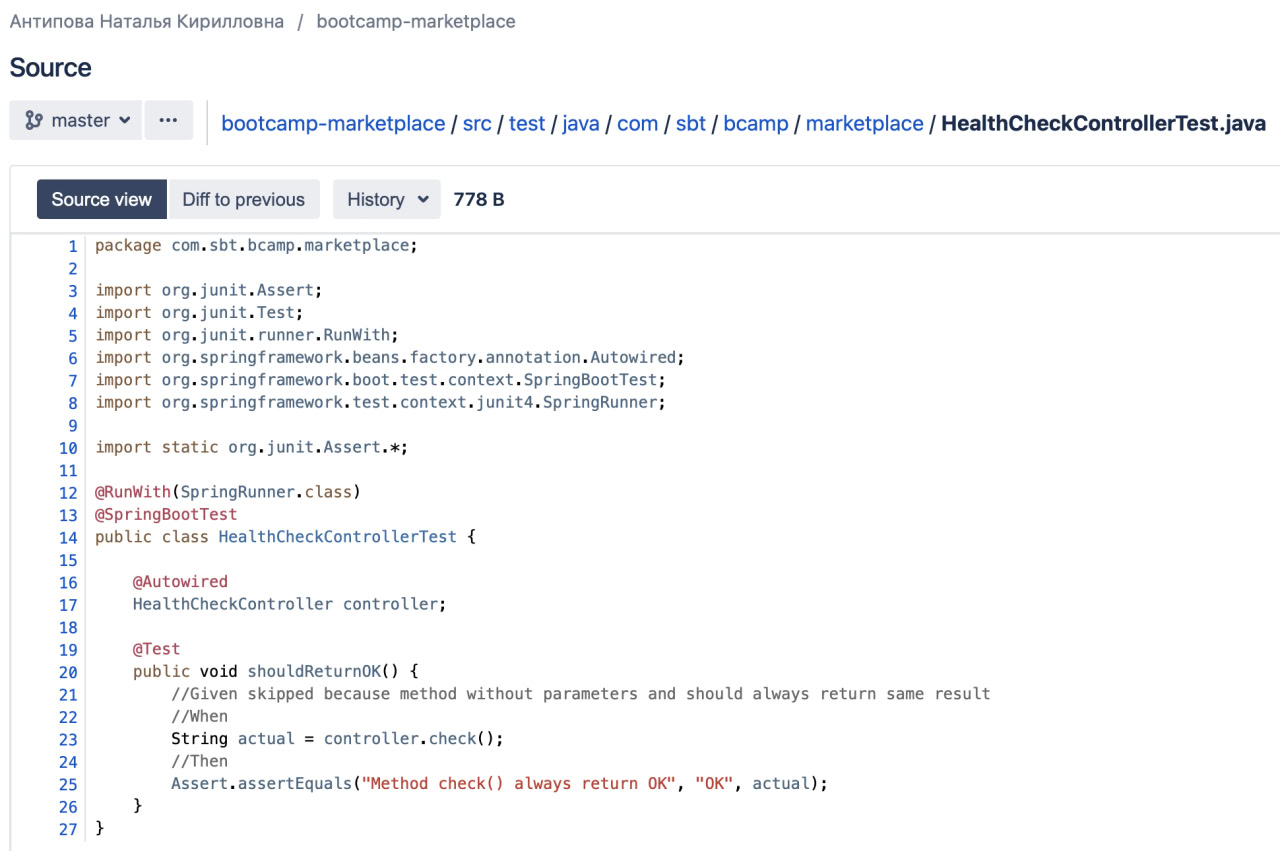 Антипова Наталья Кирилловна / bootcamp-marketplace
Source
master ··· bootcamp-marketplace / src / test / java / com / sbt / bcamp / marketplace / HealthCheckControllerTest.java
Source view Diff to previous History 778 B
1 package com.sbt.bcamp.marketplace;
2
3 import org.junit.Assert;
4 import org.junit.Test;
5 import org.junit.runner.RunWith;
6 import org.springframework.beans.factory.annotation.Autowired;
7 import org.springframework.boot.test.context.SpringBootTest;
8 import org.springframework.test.context.junit4.SpringRunner;
9
10 import static org.junit.Assert.*;
11
12 @RunWith(SpringRunner.class)
13 @SpringBootTest
14 public class HealthCheckControllerTest {
15
16     @Autowired
17     HealthCheckController controller;
18
19     @Test
20     public void shouldReturnOK() {
21         //Given skipped because method without parameters and should always return same result
22         //When
23         String actual = controller.check();
24         //Then
25         Assert.assertEquals("Method check() always return OK", "OK", actual);
26     }
27 }